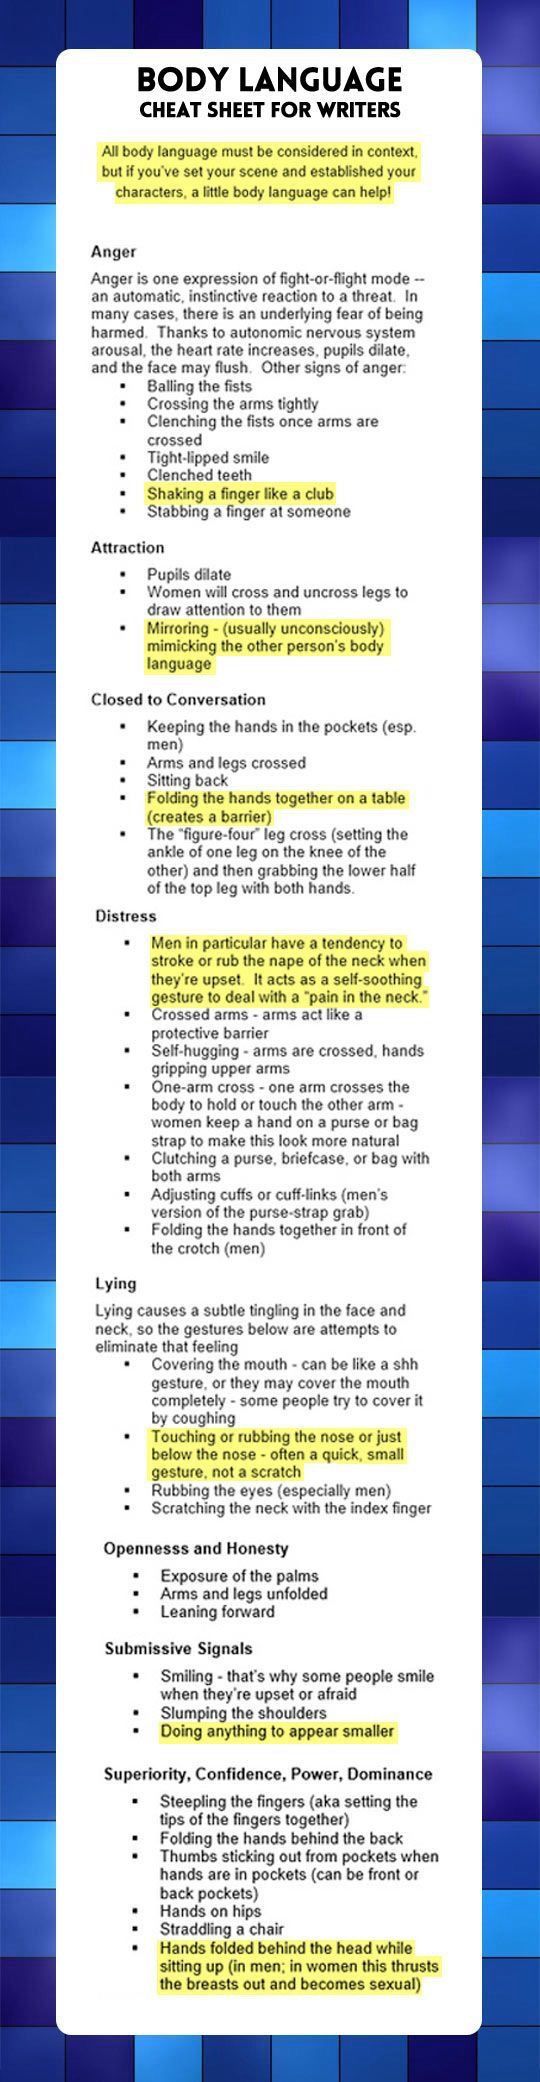 BODY LANGUAGE
CHEAT SHEET FOR WRITERS
All body language must be considered in context,
but if you've set your scene and established your
characters, a little body language can help!
Anger
Anger is one expression of fight-or-flight mode --
an automatic, instinctive reaction to a threat. In
many cases, there is an underlying fear of being
harmed. Thanks to autonomic nervous system
arousal, the heart rate increases, pupils dilate,
and the face may flush. Other signs of anger:
▪ Balling the fists
▪ Crossing the arms tightly
▪ Clenching the fists once arms are
crossed
▪ Tight-lipped smile
▪ Clenched teeth
▪ Shaking a finger like a club
▪ Stabbing a finger at someone
Attraction
▪ Pupils dilate
▪ Women will cross and uncross legs to
draw attention to them
▪ Mirroring - (usually unconsciously)
mimicking the other person's body
language
Closed to Conversation
▪ Keeping the hands in the pockets (esp.
men)
▪ Arms and legs crossed
▪ Sitting back
▪ Folding the hands together on a table
(creates a barrier)
▪ The "figure-four" leg cross (setting the
ankle of one leg on the knee of the
other) and then grabbing the lower half
of the top leg with both hands.
Distress
▪ Men in particular have a tendency to
stroke or rub the nape of the neck when
they're upset. It acts as a self-soothing
gesture to deal with a "pain in the neck."
▪ Crossed arms - arms act like a
protective barrier
▪ Self-hugging - arms are crossed, hands
gripping upper arms
▪ One-arm cross - one arm crosses the
body to hold or touch the other arm -
women keep a hand on a purse or bag
strap to make this look more natural
▪ Clutching a purse, briefcase, or bag with
both arms
▪ Adjusting cuffs or cuff-links (men's
version of the purse-strap grab)
▪ Folding the hands together in front of
the crotch (men)
Lying
Lying causes a subtle tingling in the face and
neck, so the gestures below are attempts to
eliminate that feeling
▪ Covering the mouth - can be like a shh
gesture, or they may cover the mouth
completely - some people try to cover it
by coughing
▪ Touching or rubbing the nose or just
below the nose - often a quick, small
gesture, not a scratch
▪ Rubbing the eyes (especially men)
▪ Scratching the neck with the index finger
Opennesss and Honesty
▪ Exposure of the palms
▪ Arms and legs unfolded
▪ Leaning forward
Submissive Signals
▪ Smiling - that's why some people smile
when they're upset or afraid
▪ Slumping the shoulders
▪ Doing anything to appear smaller
Superiority, Confidence, Power, Dominance
▪ Steepling the fingers (aka setting the
tips of the fingers together)
▪ Folding the hands behind the back
▪ Thumbs sticking out from pockets when
hands are in pockets (can be front or
back pockets)
▪ Hands on hips
▪ Straddling a chair
▪ Hands folded behind the head while
sitting up (in men; in women this thrusts
the breasts out and becomes sexual)